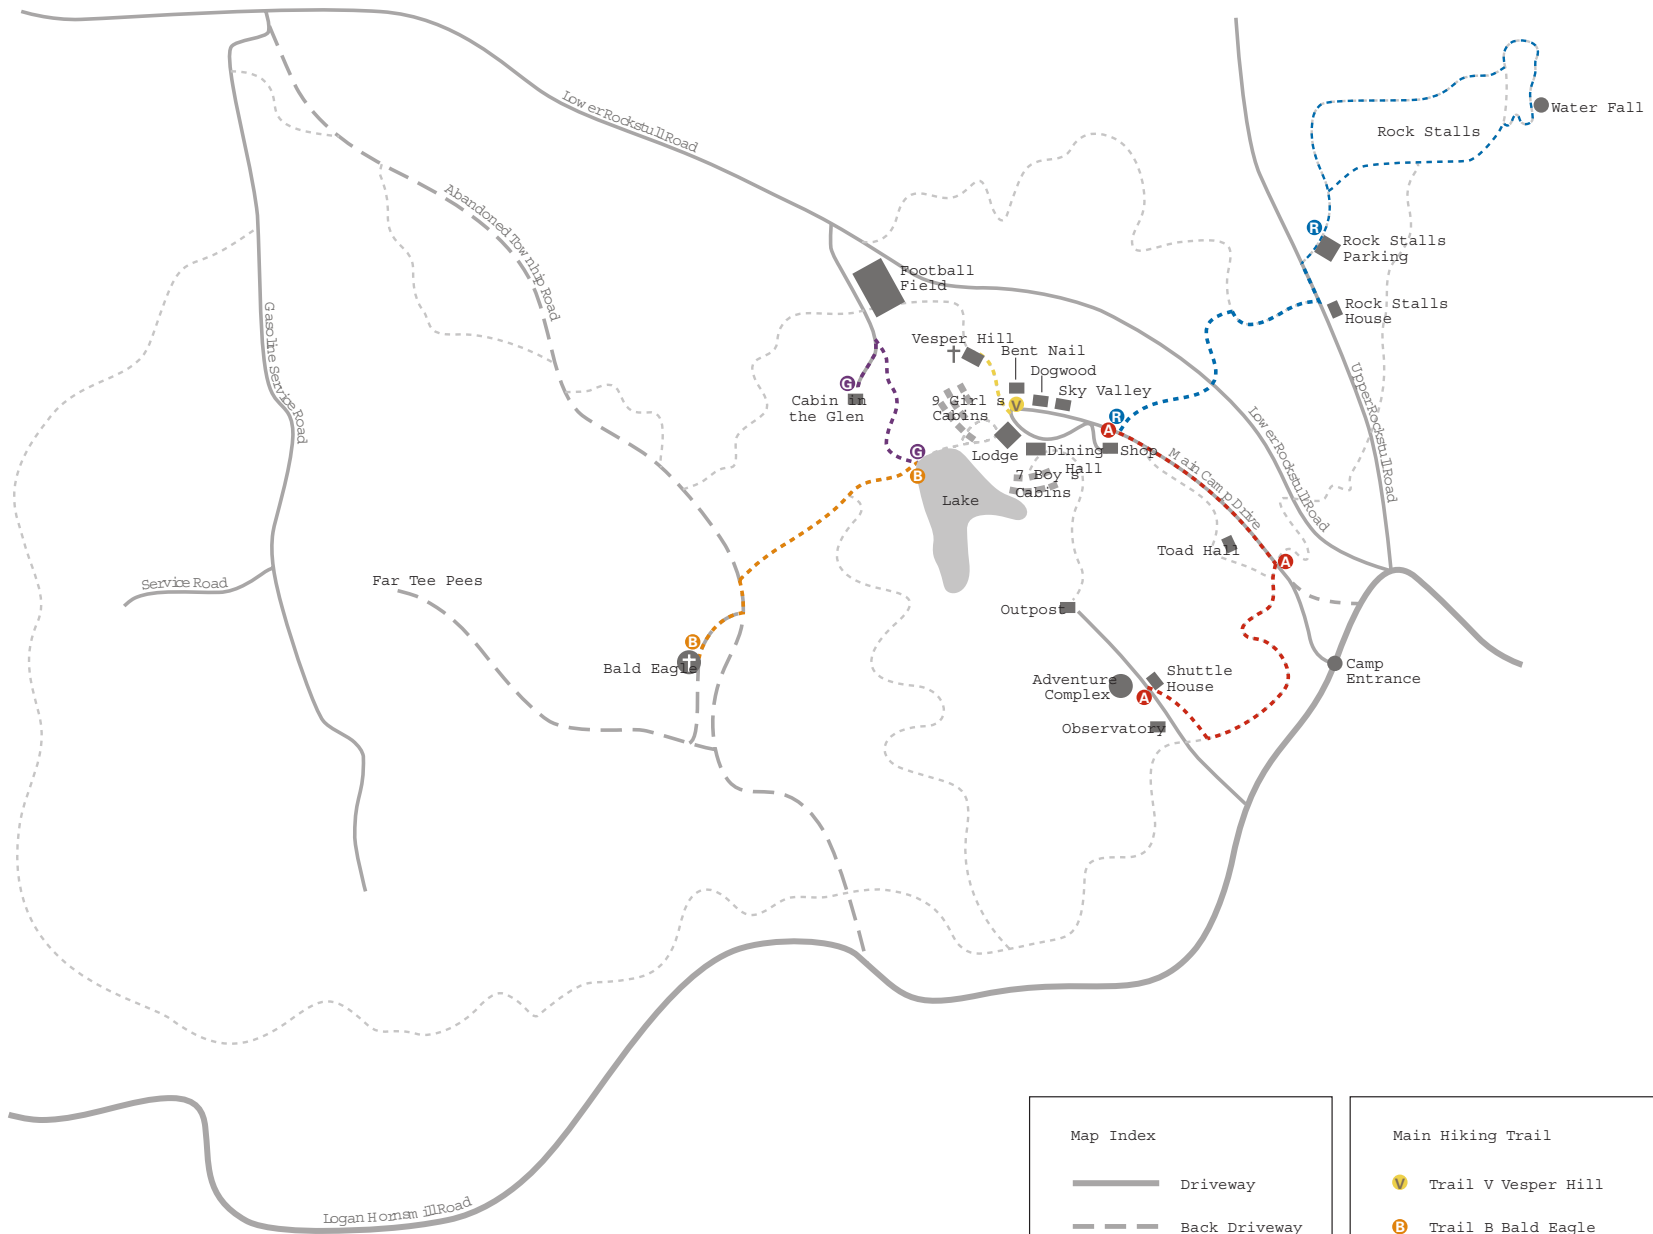 Water Fall
Rock Stalls
Lower Rockstull Road
Abandoned Township Road
R
Rock Stalls
Parking
Football
Field
Rock Stalls
House
Gasoline Service Road
Vesper Hill
Bent Nail
Dogwood
Sky Valley
G
Cabin in
the Glen
9 Girl s
Cabins
V
R
A
Upper Rockstull Road
Lower Rockstull Road
Main Camp Drive
G
B
Lodge
Dining
Hall
Shop
7 Boy s
Cabins
Lake
Toad Hall
A
Service Road
Far Tee Pees
Outpost
B
Bald Eagle
Camp
Entrance
Shuttle
House
Adventure
Complex
A
Observatory
Logan Hornsmill Road
Map Index
Driveway
Back Driveway
Main Hiking Trail
V Trail V Vesper Hill
B Trail B Bald Eagle